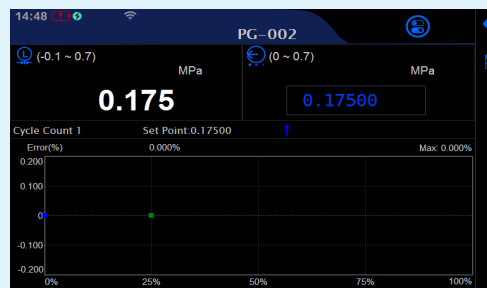 14:48
PG-002
(-0.1 ~ 0.7)
MPa
0.175
(0 ~ 0.7)
MPa
0.17500
Cycle Count 1 Set Point:0.17500
Error(%) 0.000% Max: 0.000%
0.200
0.100
0
-0.100
-0.200
0% 25% 50% 75% 100%